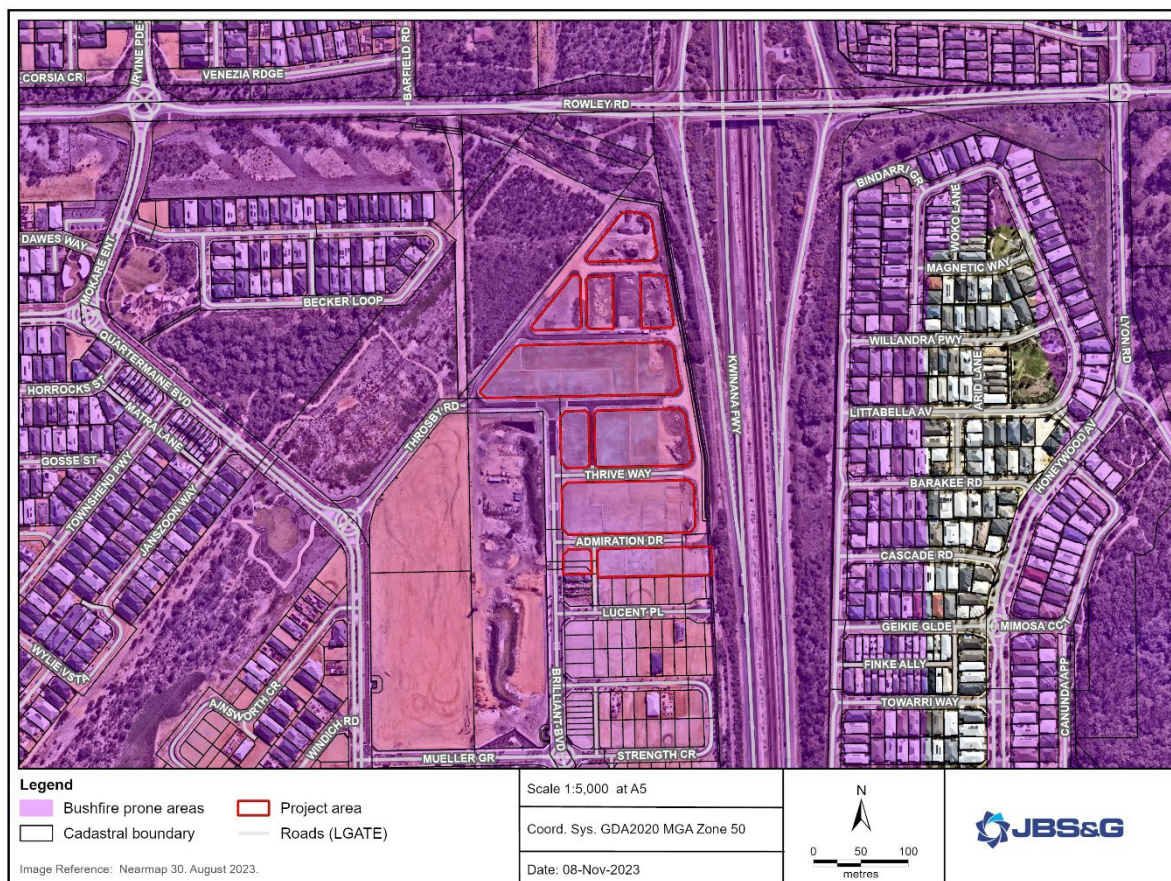 CORSIA CR
VENEZIA RDGE
IRVINE PDE
BARFIELD RD
ROWLEY RD
BINDARRI GR
WOKO LANE
DAWES WAY
MOKARE ENT
MAGNETIC WAY
BECKER LOOP
LYON RD
QUARTERMAINE BVD
WILLANDRA PWY
KWINANA FWY
HORROCKS ST
MATRA LANE
ARID LANE
THROSBY RD
LITTABELLA AV
HONEYWOOD AV
GOSSE ST
TOWNSHEND PWY
JANSZOON WAY
THRIVE WAY
BARAKEE RD
ADMIRATION DR
CASCADE RD
LUCENT PL
GEIKIE GLDE
MIMOSA CCT
WYLIE VSTA
FINKE ALLY
AINSWORTH CR
CANUNDA APP
WINDICH RD
BRILLIANT BVD
TOWARRI WAY
MUELLER GR
STRENGTH CR
Legend
Bushfire prone areas
Project area
Cadastral boundary
Roads (LGATE)
Image Reference: Nearmap 30. August 2023.
Scale 1:5,000 at A5
Coord. Sys. GDA2020 MGA Zone 50
Date: 08-Nov-2023
N
0 50 100
metres
JBS&G